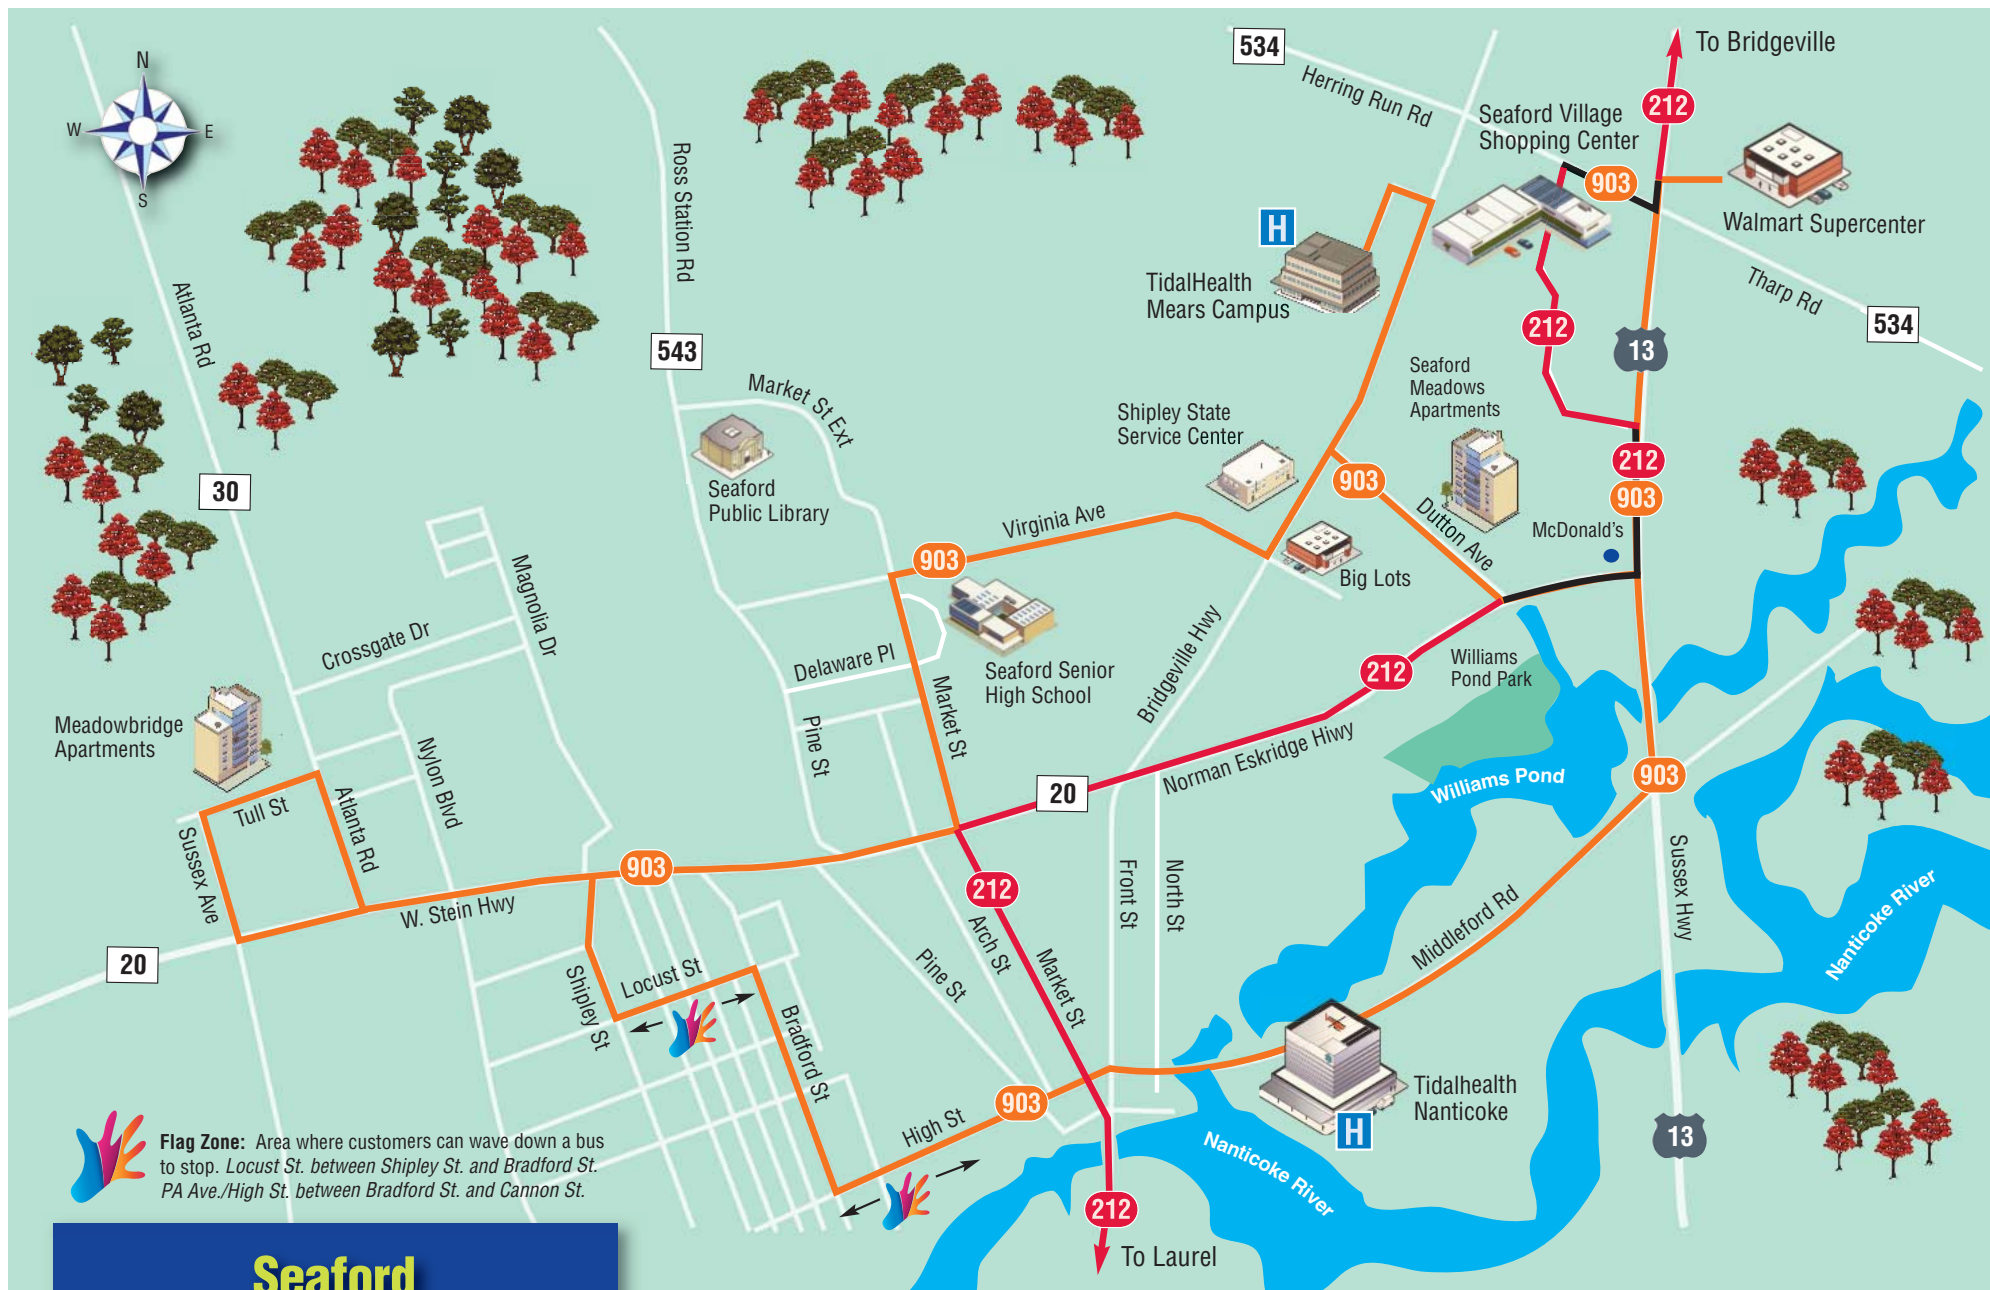 N
W
E
S
534
Herring Run Rd
To Bridgeville
212
Seaford Village
Shopping Center
903
Walmart Supercenter
Tharp Rd
534
H
TidalHealth
Mears Campus
212
13
Ross Station Rd
543
Atlanta Rd
30
Market St Ext
Seaford
Public Library
Shipley State
Service Center
Seaford
Meadows
Apartments
212
903
903
McDonald's
Dutton Ave
Virginia Ave
903
Big Lots
Seaford Senior
High School
Delaware Pl
Market St
Pine St
Magnolia Dr
Crossgate Dr
Nylon Blvd
Meadowbridge
Apartments
Tull St
Atlanta Rd
Sussex Ave
W. Stein Hwy
903
20
Bridgeville Hwy
212
Williams
Pond Park
Norman Eskridge Hiwy
20
Williams Pond
903
Sussex Hwy
Nanticoke River
Middleford Rd
212
Arch St
Market St
Pine St
Front St
North St
Shipley St
Locust St
Bradford St
High St
903
Tidalhealth
Nanticoke
H
Nanticoke River
13
212
To Laurel
Flag Zone: Area where customers can wave down a bus
to stop. Locust St. between Shipley St. and Bradford St.
PA Ave./High St. between Bradford St. and Cannon St.
Seaford